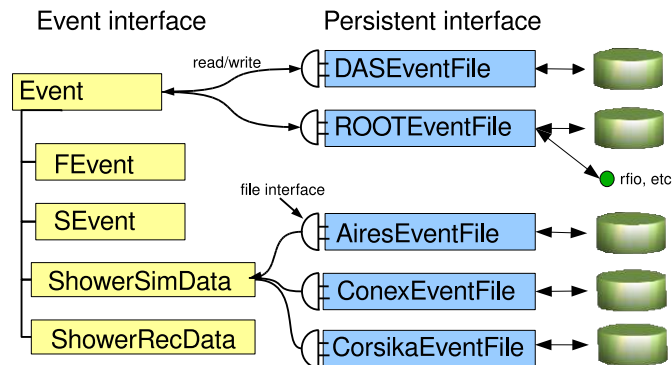 Event interface
Persistent interface
read/write
DASEventFile
Event
ROOTEventFile
FEvent
rfio, etc
file interface
SEvent
AiresEventFile
ShowerSimData
ConexEventFile
ShowerRecData
CorsikaEventFile